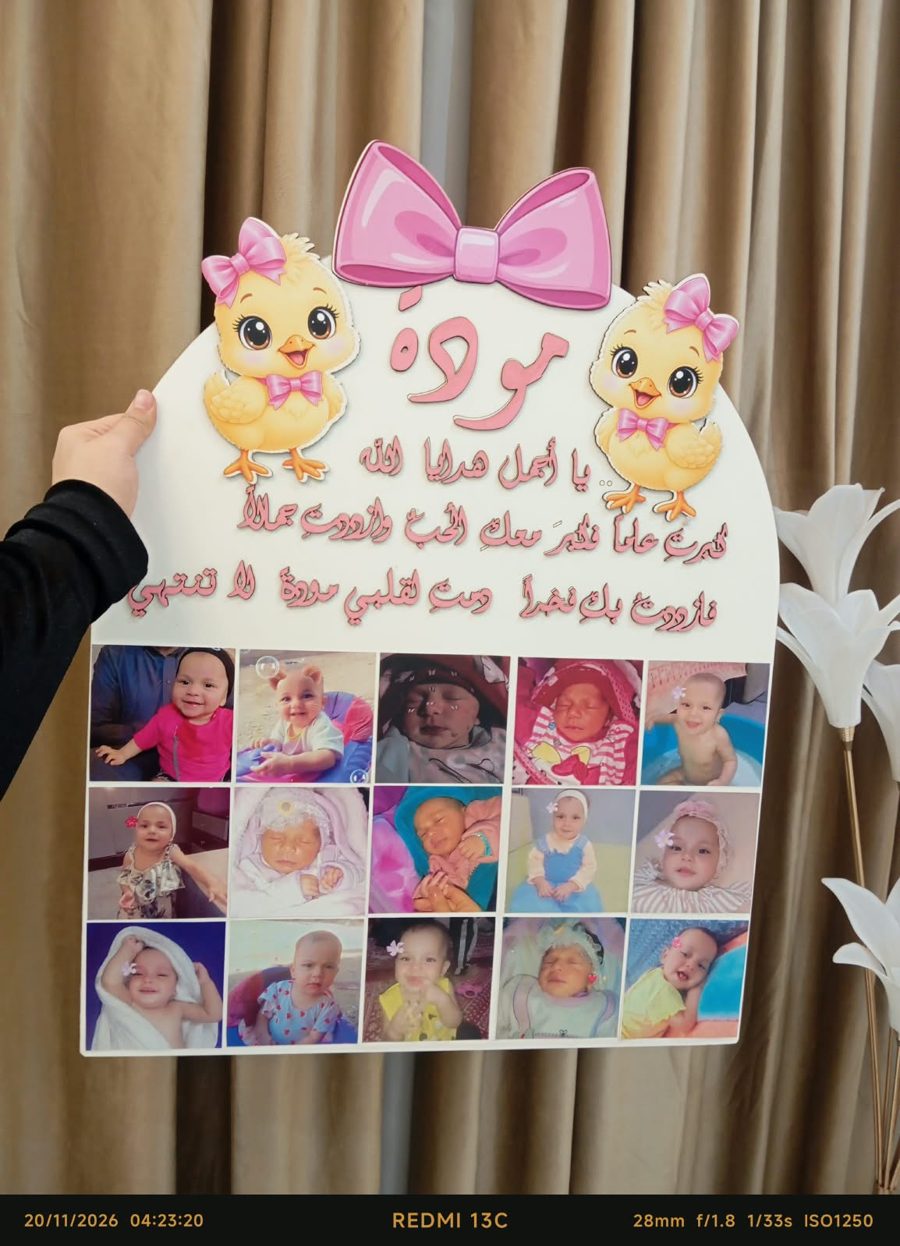 مودة
يا أجمل هدايا الله ..
كبرتِ عاماً فكبرَ معكِ الحبّ وازددتِ جمالاً
فازددتُ بكِ فخراً دمتِ لقلبي مودةً لا تنتهي
20/11/2026 04:23:20 REDMI 13C 28mm f/1.8 1/33s ISO1250